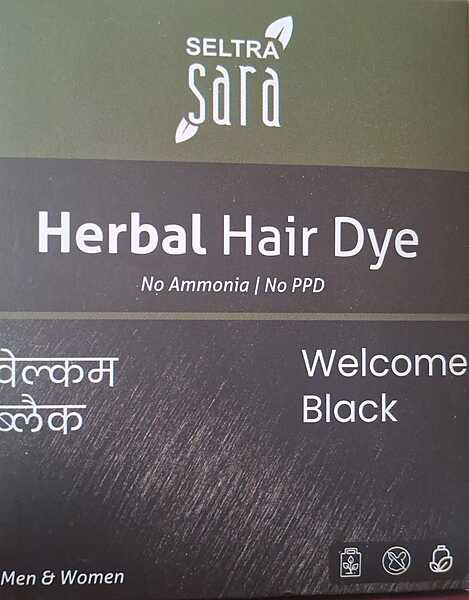 SELTRA
sara
Herbal Hair Dye
No Ammonia | No PPD
वेल्कम
ब्लैक
Welcome
Black
Men & Women